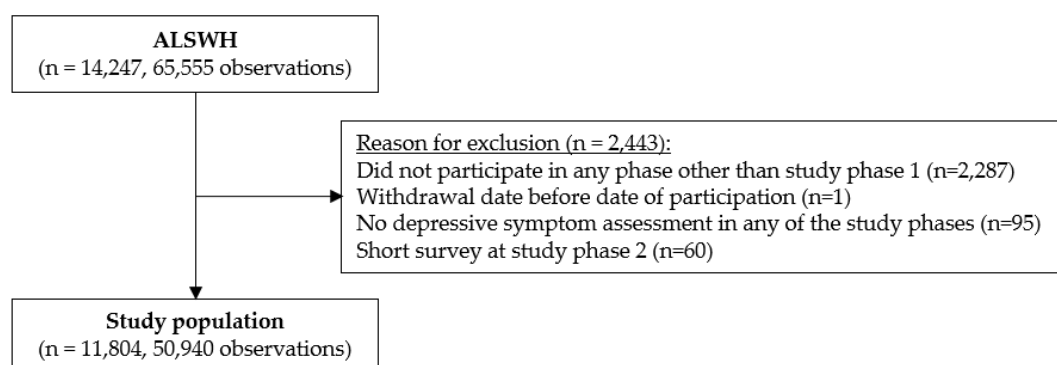 ALSWH
(n = 14,247, 65,555 observations)
Reason for exclusion (n = 2,443):
Did not participate in any phase other than study phase 1 (n=2,287)
Withdrawal date before date of participation (n=1)
No depressive symptom assessment in any of the study phases (n=95)
Short survey at study phase 2 (n=60)
Study population
(n = 11,804, 50,940 observations)